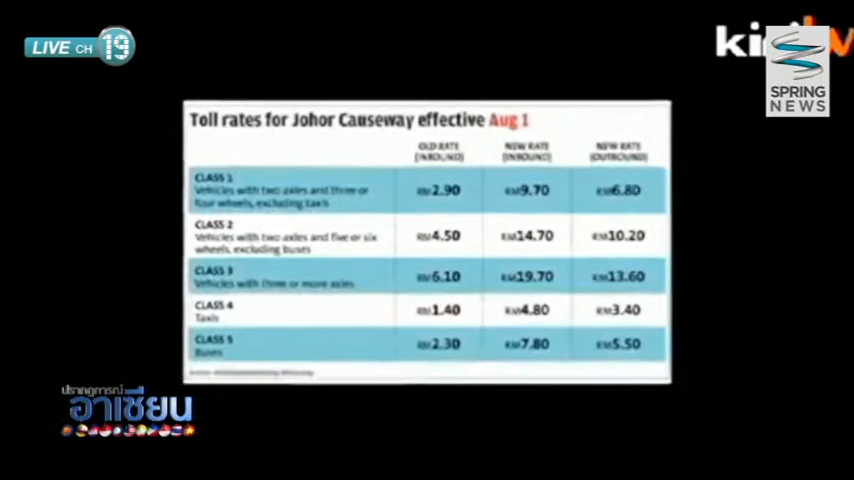 LIVE CH 19
SPRING
NEWS
Toll rates for Johor Causeway effective Aug 1
OLD RATE NEW RATE NEW RATE
(INBOUND) (INBOUND) (OUTBOUND)
CLASS 1
Vehicles with two axles and three or RM2.90 RM9.70 RM6.80
four wheels, excluding taxis
CLASS 2
Vehicles with two axles and five or six RM4.50 RM14.70 RM10.20
wheels, excluding buses
CLASS 3 RM6.10 RM19.70 RM13.60
Vehicles with three or more axles
CLASS 4 RM1.40 RM4.80 RM3.40
Taxis
CLASS 5 RM2.30 RM7.80 RM5.50
Buses
ปรากฏการณ์
อาเซียน